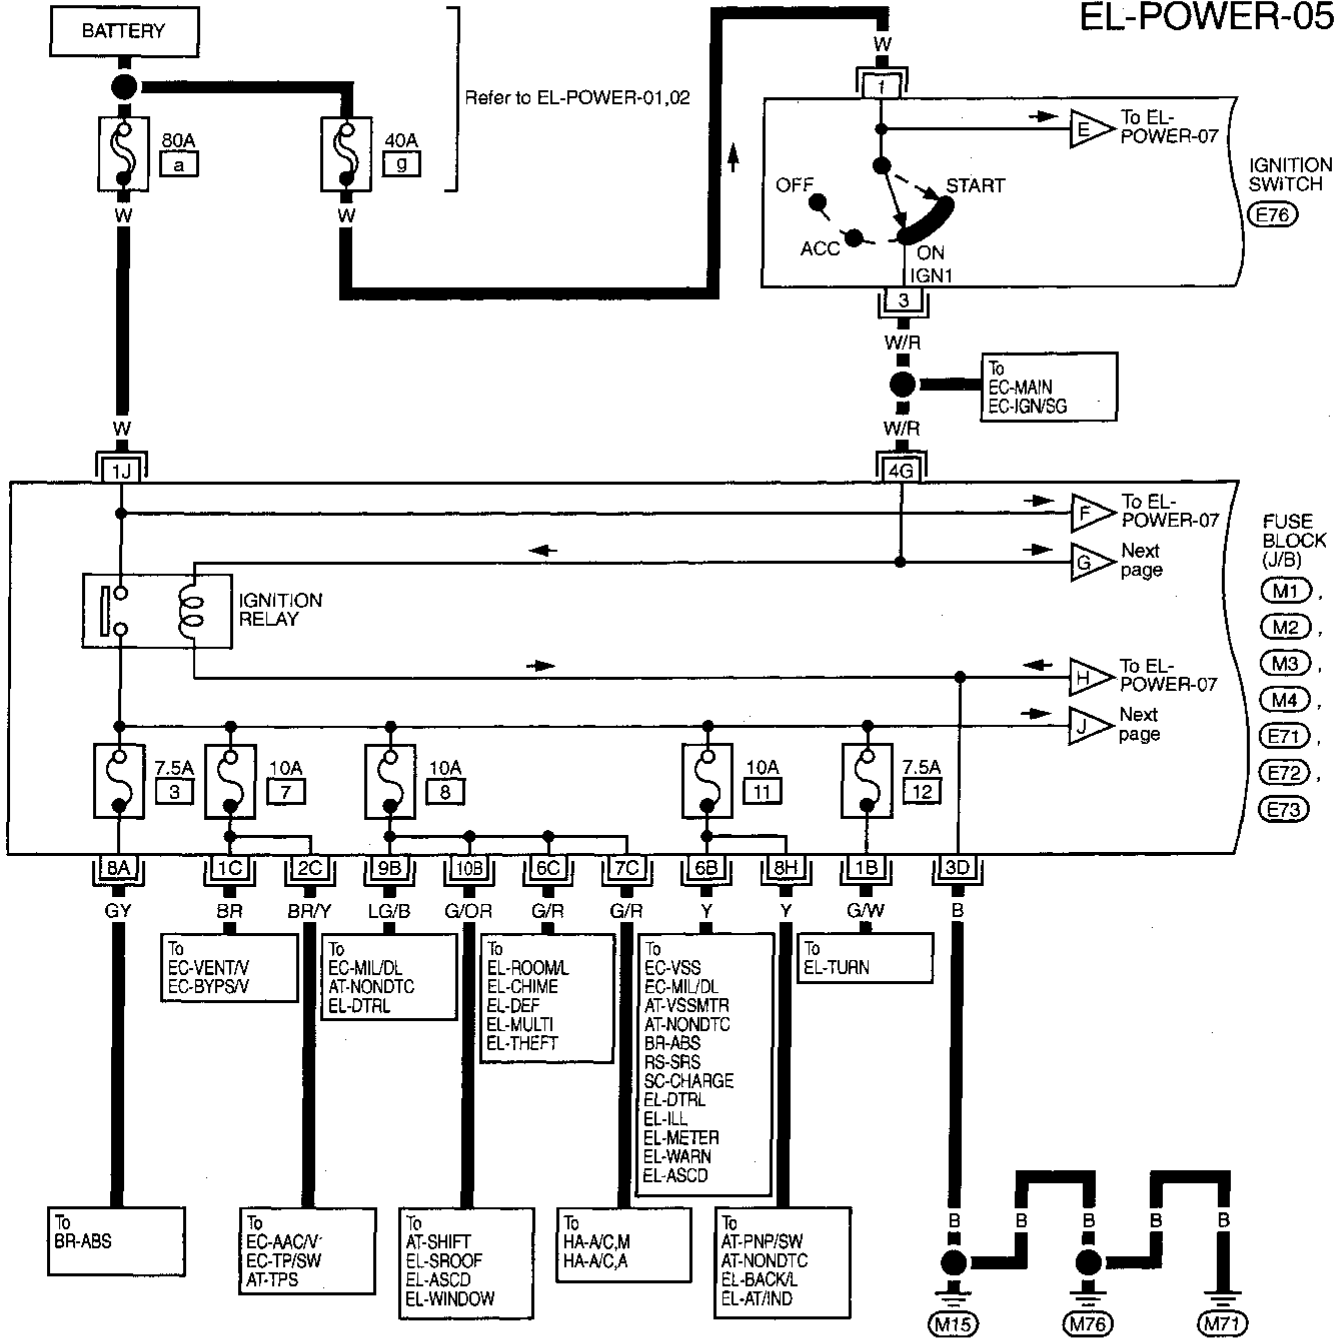 EL-POWER-05
BATTERY
Refer to EL-POWER-01,02
80A
a
40A
g
W
W
W
1
To EL-
POWER-07
E
IGNITION
SWITCH
E76
OFF
ACC
START
ON
IGN1
3
W/R
To
EC-MAIN
EC-IGN/SG
W/R
W
1J
4G
F
To EL-
POWER-07
G
Next
page
FUSE
BLOCK
(J/B)
M1 ,
M2 ,
M3 ,
M4 ,
E71 ,
E72 ,
E73
IGNITION
RELAY
H
To EL-
POWER-07
J
Next
page
7.5A
3
10A
7
10A
8
10A
11
7.5A
12
8A
1C
2C
9B
10B
6C
7C
6B
8H
1B
3D
GY
BR
BR/Y
LG/B
G/OR
G/R
G/R
Y
Y
G/W
B
To
EC-VENT/V
EC-BYPS/V
To
EC-MIL/DL
AT-NONDTC
EL-DTRL
To
EL-ROOM/L
EL-CHIME
EL-DEF
EL-MULTI
EL-THEFT
To
EC-VSS
EC-MIL/DL
AT-VSSMTR
AT-NONDTC
BR-ABS
RS-SRS
SC-CHARGE
EL-DTRL
EL-ILL
EL-METER
EL-WARN
EL-ASCD
To
EL-TURN
To
BR-ABS
To
EC-AAC/V
EC-TP/SW
AT-TPS
To
AT-SHIFT
EL-SROOF
EL-ASCD
EL-WINDOW
To
HA-A/C,M
HA-A/C,A
To
AT-PNP/SW
AT-NONDTC
EL-BACK/L
EL-AT/IND
B
B
B
B
B
M15
M76
M71